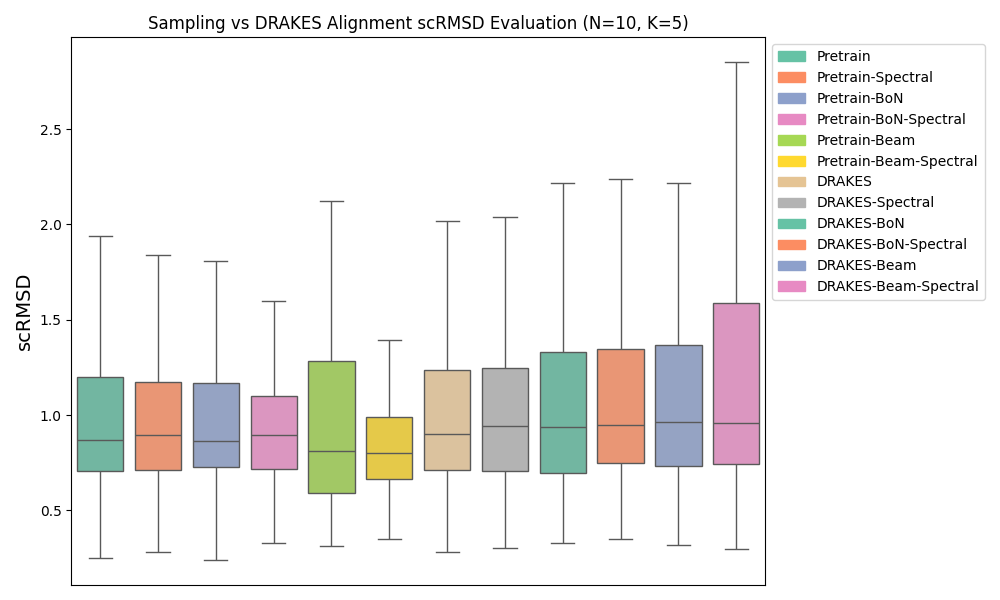 Sampling vs DRAKES Alignment scRMSD Evaluation (N=10, K=5)
scRMSD
2.5
2.0
1.5
1.0
0.5
Pretrain
Pretrain-Spectral
Pretrain-BoN
Pretrain-BoN-Spectral
Pretrain-Beam
Pretrain-Beam-Spectral
DRAKES
DRAKES-Spectral
DRAKES-BoN
DRAKES-BoN-Spectral
DRAKES-Beam
DRAKES-Beam-Spectral